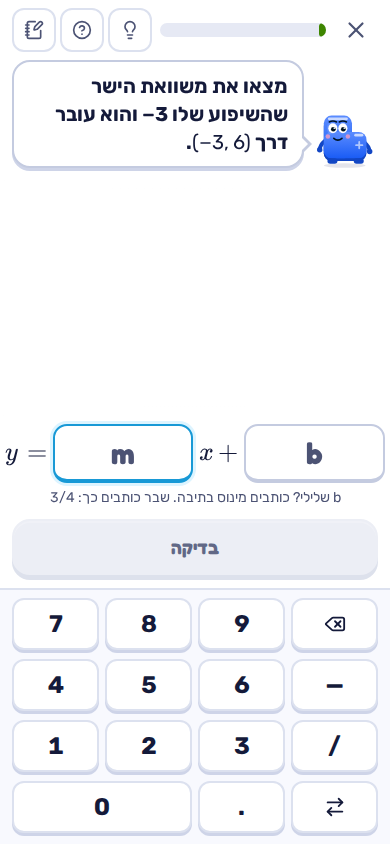 מצאו את משוואת הישר
שהשיפוע שלו 3− והוא עובר
דרך (−3, 6).
y = m x + b
b שלילי? כותבים מינוס בתיבה. שבר כותבים כך: 3/4
בדיקה
7 8 9
4 5 6 −
1 2 3 /
0 .